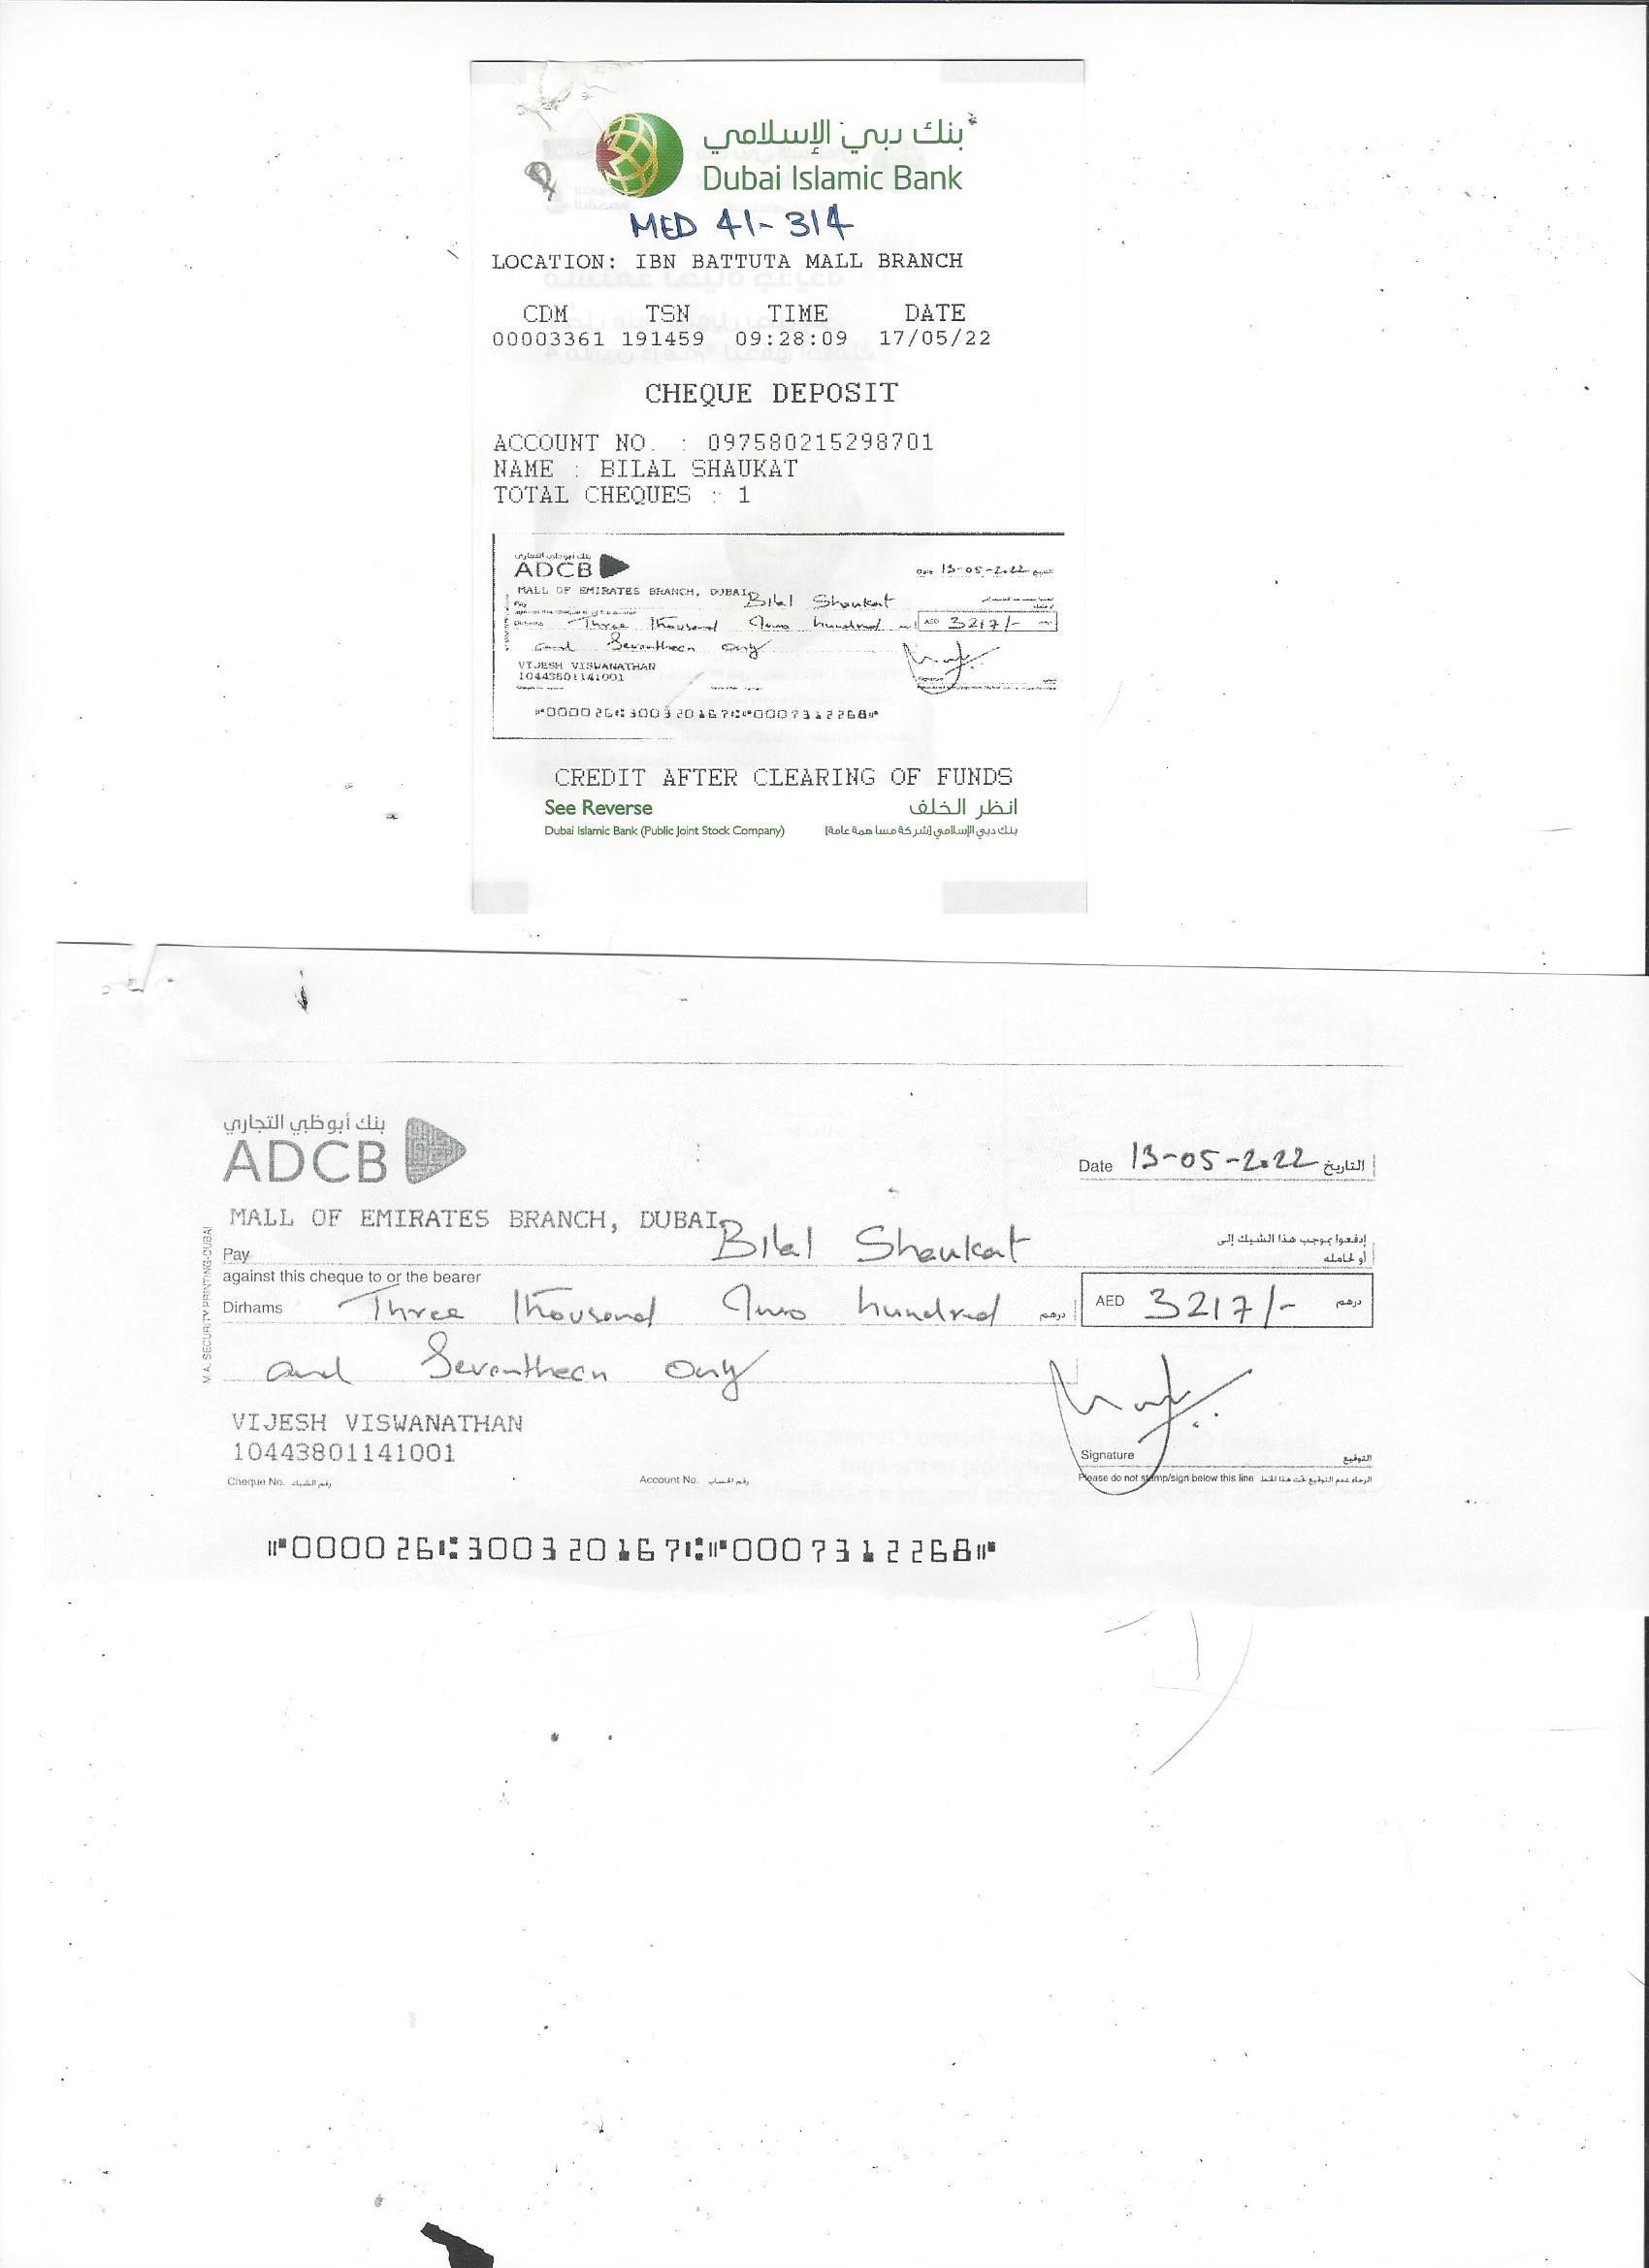 بنك دبي الإسلامي
Dubai Islamic Bank
MED 41-314
LOCATION: IBN BATTUTA MALL BRANCH
CDM TSN TIME DATE
00003361 191459 09:28:09 17/05/22
CHEQUE DEPOSIT
ACCOUNT NO. : 097580215298701
NAME : BILAL SHAUKAT
TOTAL CHEQUES : 1
بنك أبوظبي التجاري
ADCB
Date 13-05-2022
MALL OF EMIRATES BRANCH, DUBAI
Pay Bilal Shaukat
Dirhams Three Thousand Two hundred AED 3217/-
and Seventheen Only
VIJESH VISWANATHAN
10443801141001
⑈000026⑆300320167⑆⑈0007312268⑈
CREDIT AFTER CLEARING OF FUNDS
See Reverse انظر الخلف
Dubai Islamic Bank (Public Joint Stock Company) بنك دبي الإسلامي (شركة مساهمة عامة)
بنك أبوظبي التجاري
ADCB
Date 13-05-2022 التاريخ
MALL OF EMIRATES BRANCH, DUBAI
Pay Bilal Shaukat إدفعوا بموجب هذا الشيك إلى
against this cheque to or the bearer أو لحامله
Dirhams Three Thousand Two hundred درهم AED 3217/- درهم
and Seventheen Only
M.A. SECURITY PRINTING-DUBAI
VIJESH VISWANATHAN
10443801141001
Signature التوقيع
Cheque No. رقم الشيك Account No. رقم الحساب Please do not stamp/sign below this line الرجاء عدم التوقيع تحت هذا الخط
⑈000026⑆300320167⑆⑈0007312268⑈